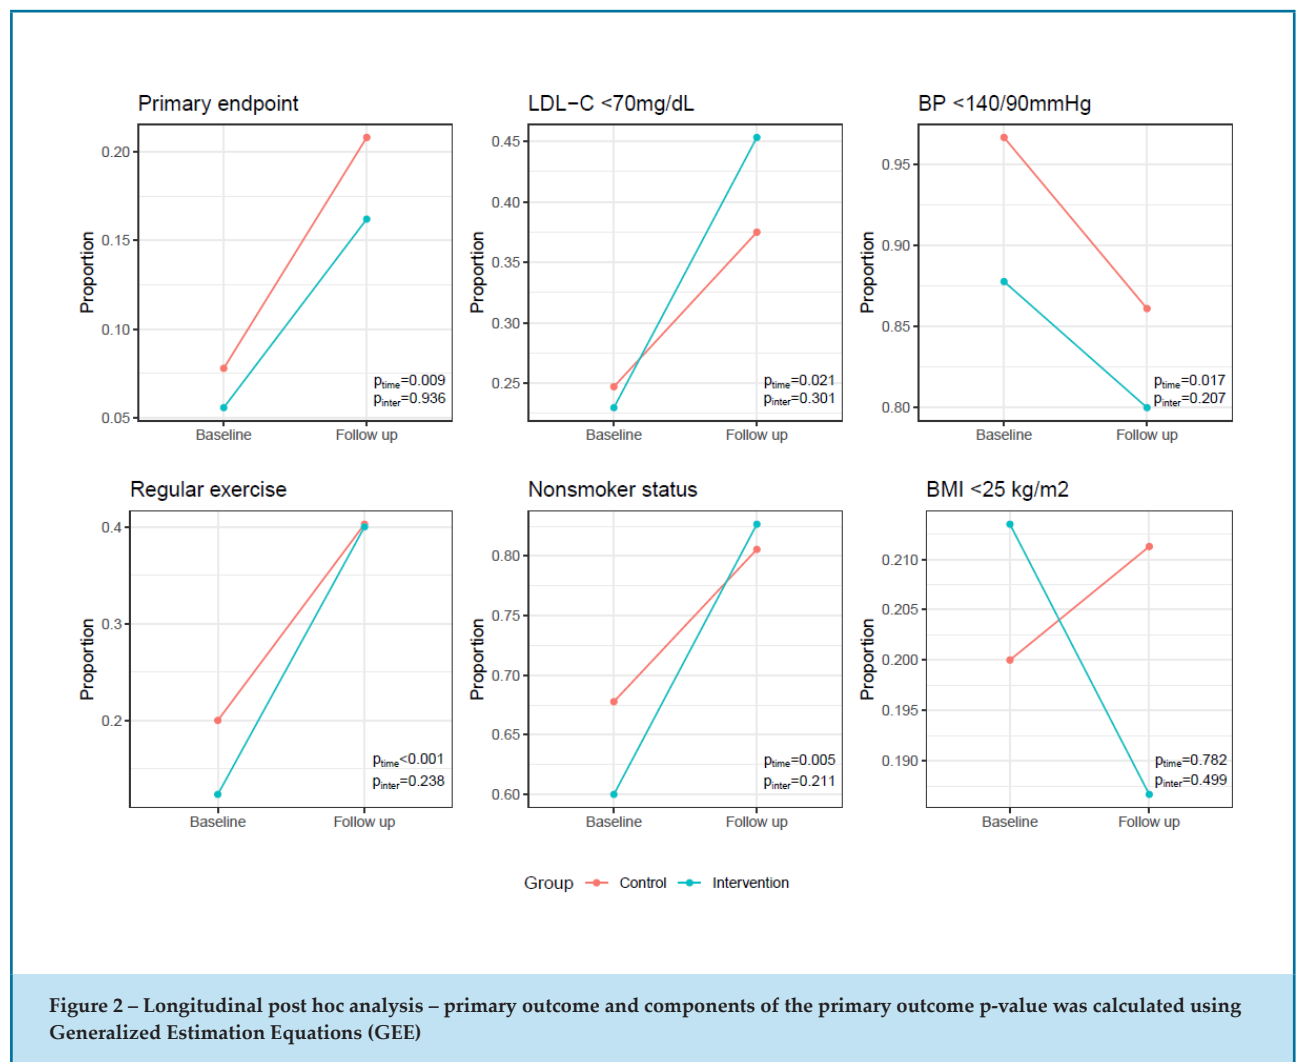 Primary endpoint
Proportion
0.20
0.15
0.10
0.05
Baseline
Follow up
ptime=0.009
pinter=0.936
LDL−C <70mg/dL
Proportion
0.45
0.40
0.35
0.30
0.25
Baseline
Follow up
ptime=0.021
pinter=0.301
BP <140/90mmHg
Proportion
0.95
0.90
0.85
0.80
Baseline
Follow up
ptime=0.017
pinter=0.207
Regular exercise
Proportion
0.4
0.3
0.2
Baseline
Follow up
ptime<0.001
pinter=0.238
Nonsmoker status
Proportion
0.80
0.75
0.70
0.65
0.60
Baseline
Follow up
ptime=0.005
pinter=0.211
BMI <25 kg/m2
Proportion
0.210
0.205
0.200
0.195
0.190
Baseline
Follow up
ptime=0.782
pinter=0.499
Group Control Intervention
Figure 2 – Longitudinal post hoc analysis – primary outcome and components of the primary outcome p-value was calculated using
Generalized Estimation Equations (GEE)